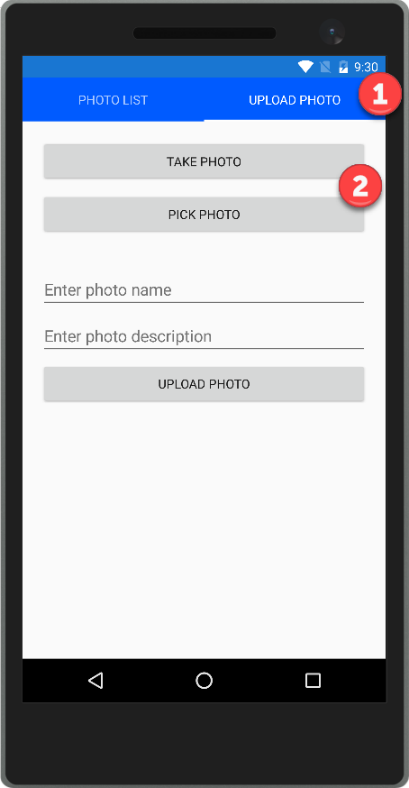 9:30
PHOTO LIST
UPLOAD PHOTO
1
TAKE PHOTO
2
PICK PHOTO
Enter photo name
Enter photo description
UPLOAD PHOTO